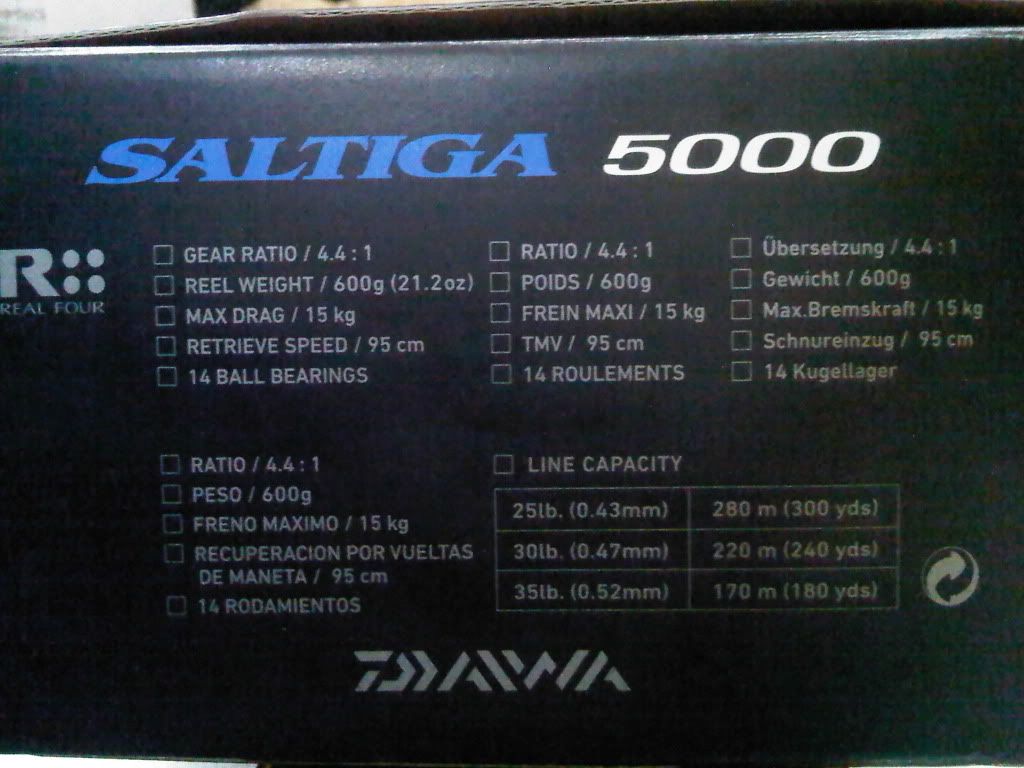 SALTIGA 5000
R
REAL FOUR
GEAR RATIO / 4.4 : 1
REEL WEIGHT / 600g (21.2oz)
MAX DRAG / 15 kg
RETRIEVE SPEED / 95 cm
14 BALL BEARINGS
RATIO / 4.4 : 1
POIDS / 600g
FREIN MAXI / 15 kg
TMV / 95 cm
14 ROULEMENTS
Übersetzung / 4.4 : 1
Gewicht / 600g
Max.Bremskraft / 15 kg
Schnureinzug / 95 cm
14 Kugellager
RATIO / 4.4 : 1
PESO / 600g
FRENO MAXIMO / 15 kg
RECUPERACION POR VUELTAS
DE MANETA / 95 cm
14 RODAMIENTOS
LINE CAPACITY
25lb. (0.43mm) 280 m (300 yds)
30lb. (0.47mm) 220 m (240 yds)
35lb. (0.52mm) 170 m (180 yds)
DAIWA